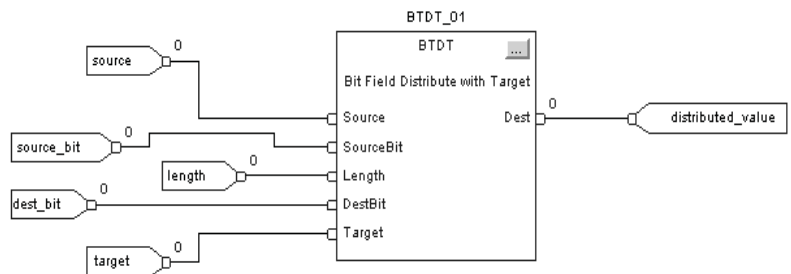 BTDT_01
0
BTDT
...
source
Bit Field Distribute with Target
0
Source
Dest
distributed_value
0
source_bit
SourceBit
0
length
Length
0
dest_bit
DestBit
0
target
Target